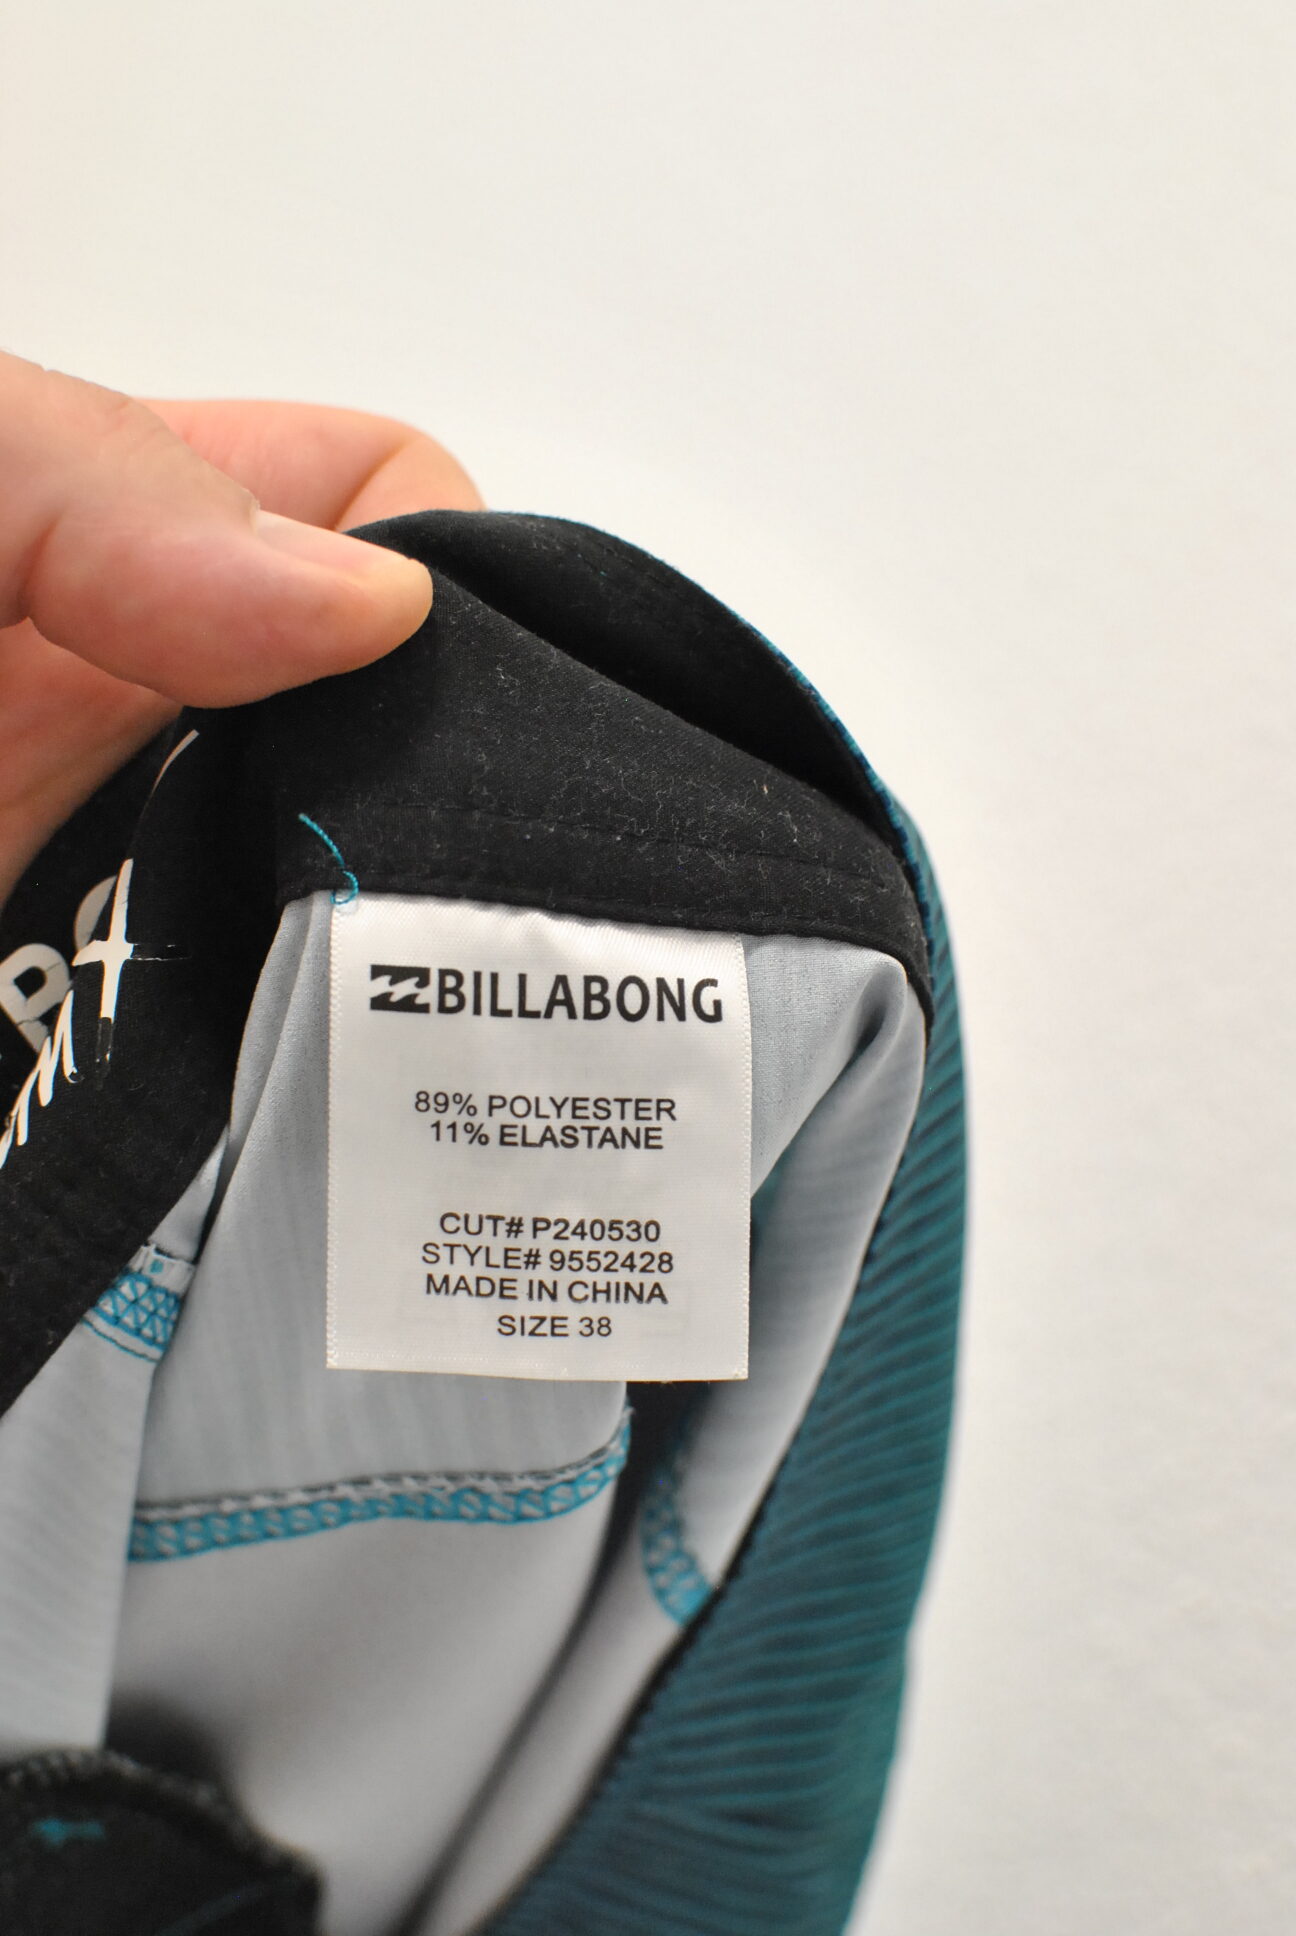 BILLABONG
89% POLYESTER
11% ELASTANE
CUT# P240530
STYLE# 9552428
MADE IN CHINA
SIZE 38